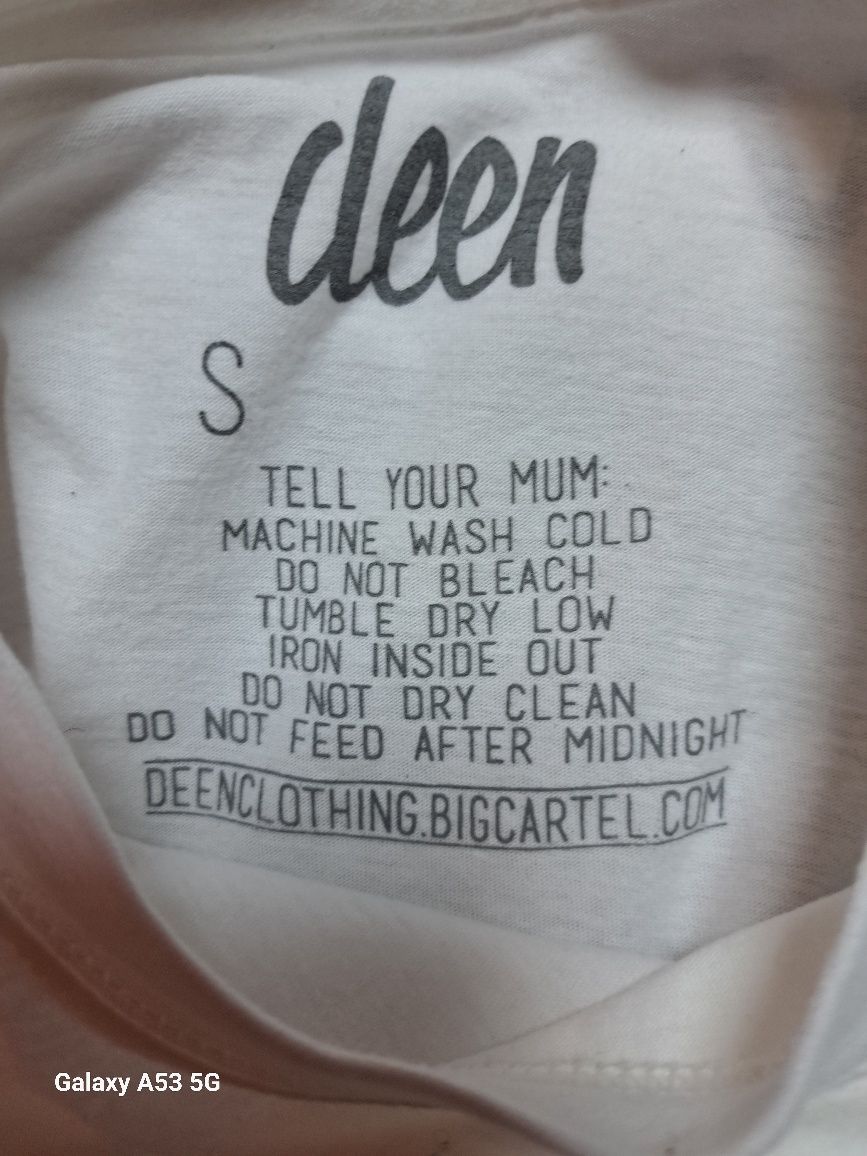 deen
S
TELL YOUR MUM:
MACHINE WASH COLD
DO NOT BLEACH
TUMBLE DRY LOW
IRON INSIDE OUT
DO NOT DRY CLEAN
DO NOT FEED AFTER MIDNIGHT
DEENCLOTHING.BIGCARTEL.COM
Galaxy A53 5G